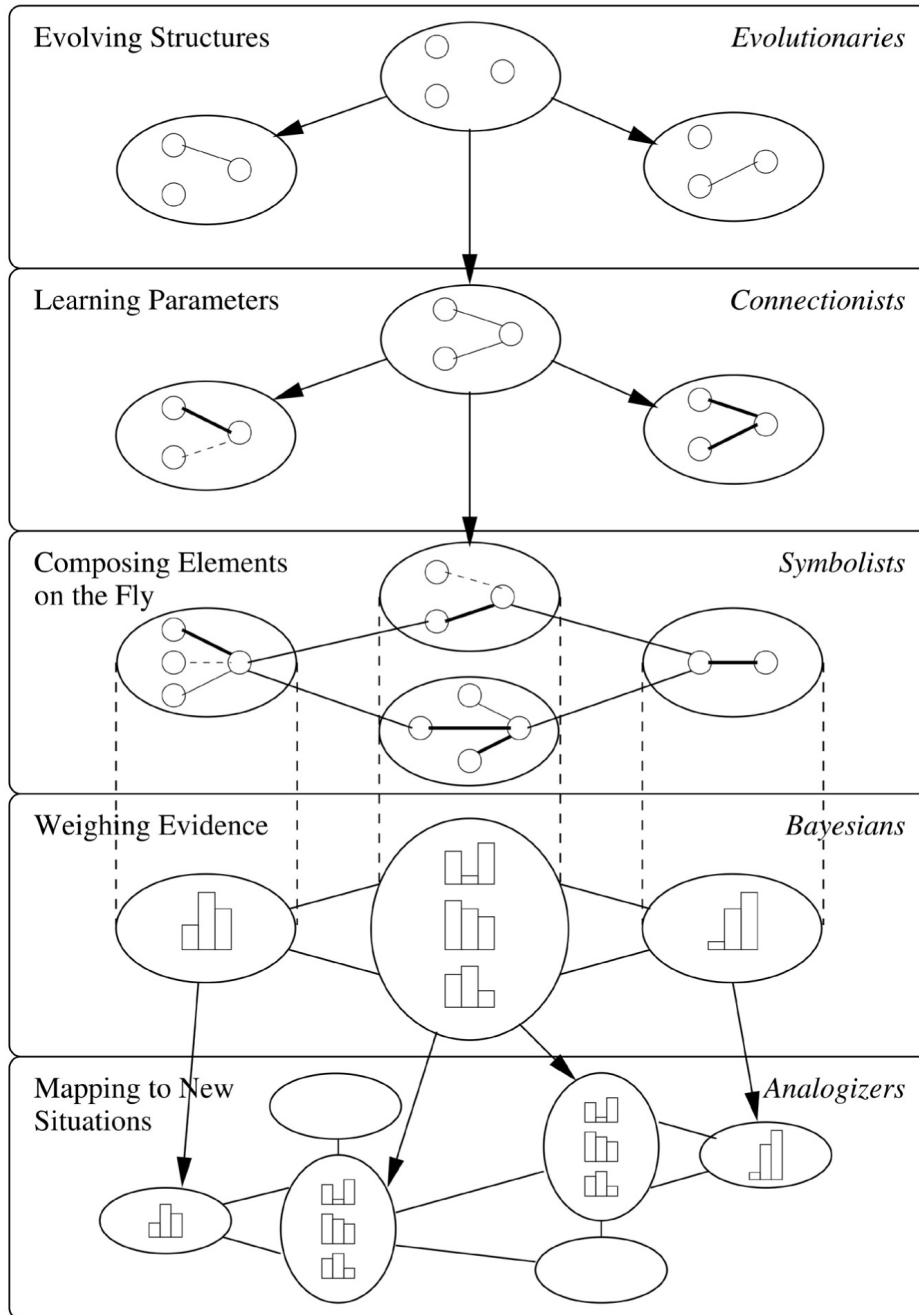 Evolving Structures
Evolutionaries
Learning Parameters
Connectionists
Composing Elements
on the Fly
Symbolists
Weighing Evidence
Bayesians
Mapping to New
Situations
Analogizers